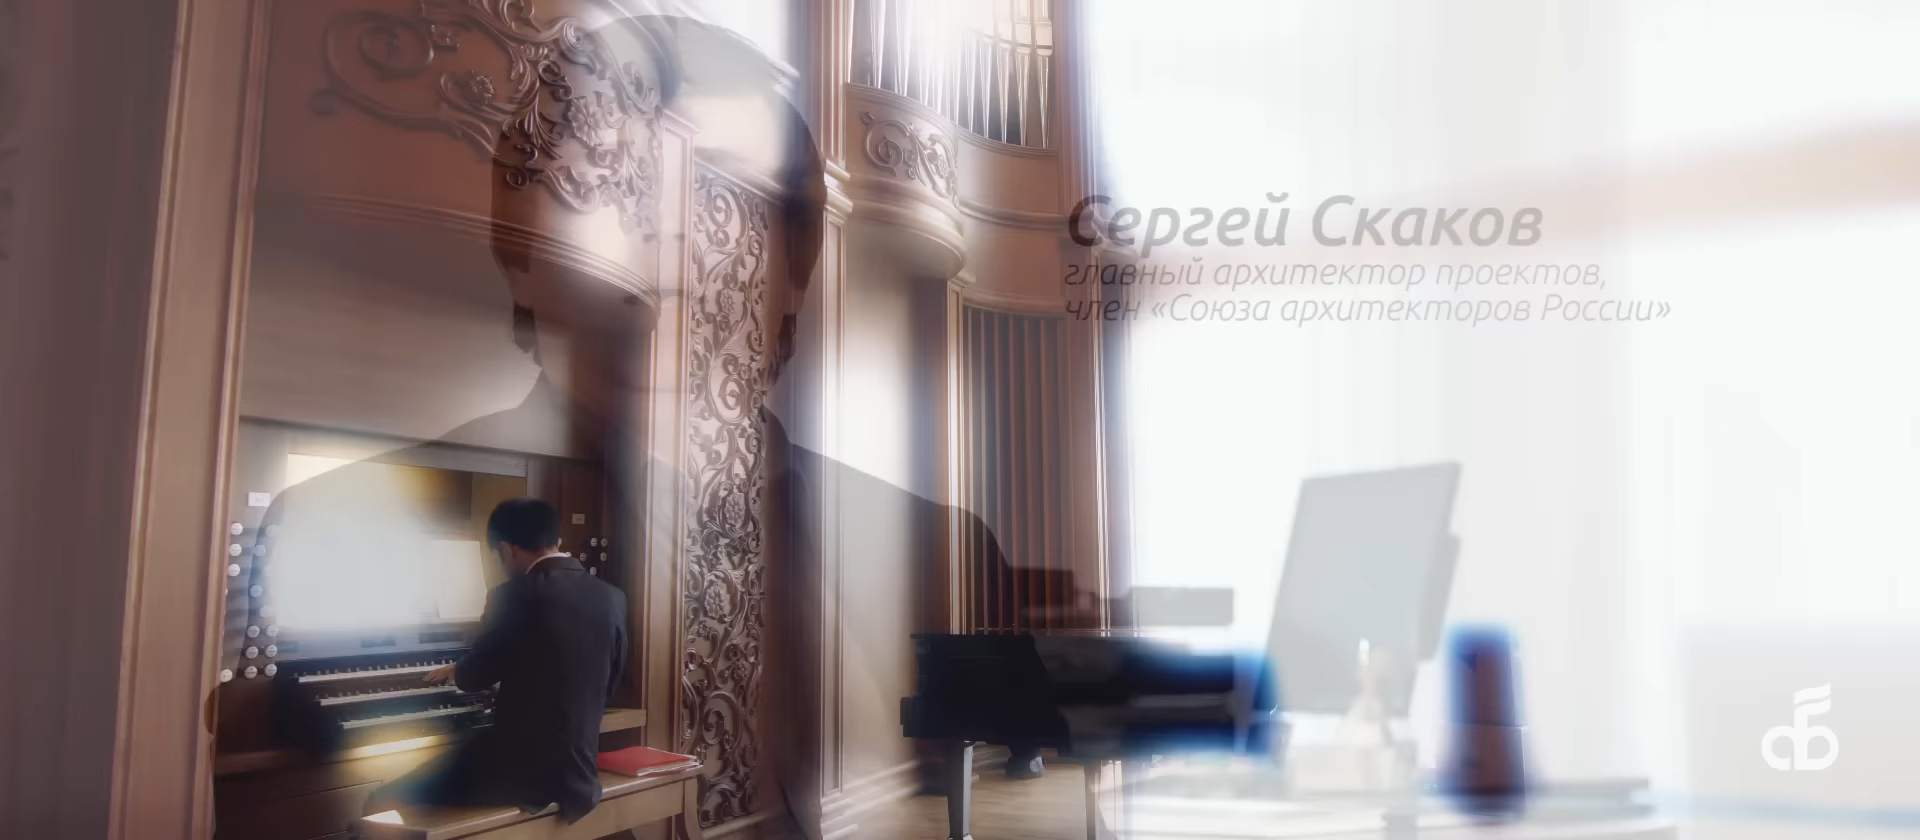 Сергей Скаков
главный архитектор проектов,
член «Союза архитекторов России»